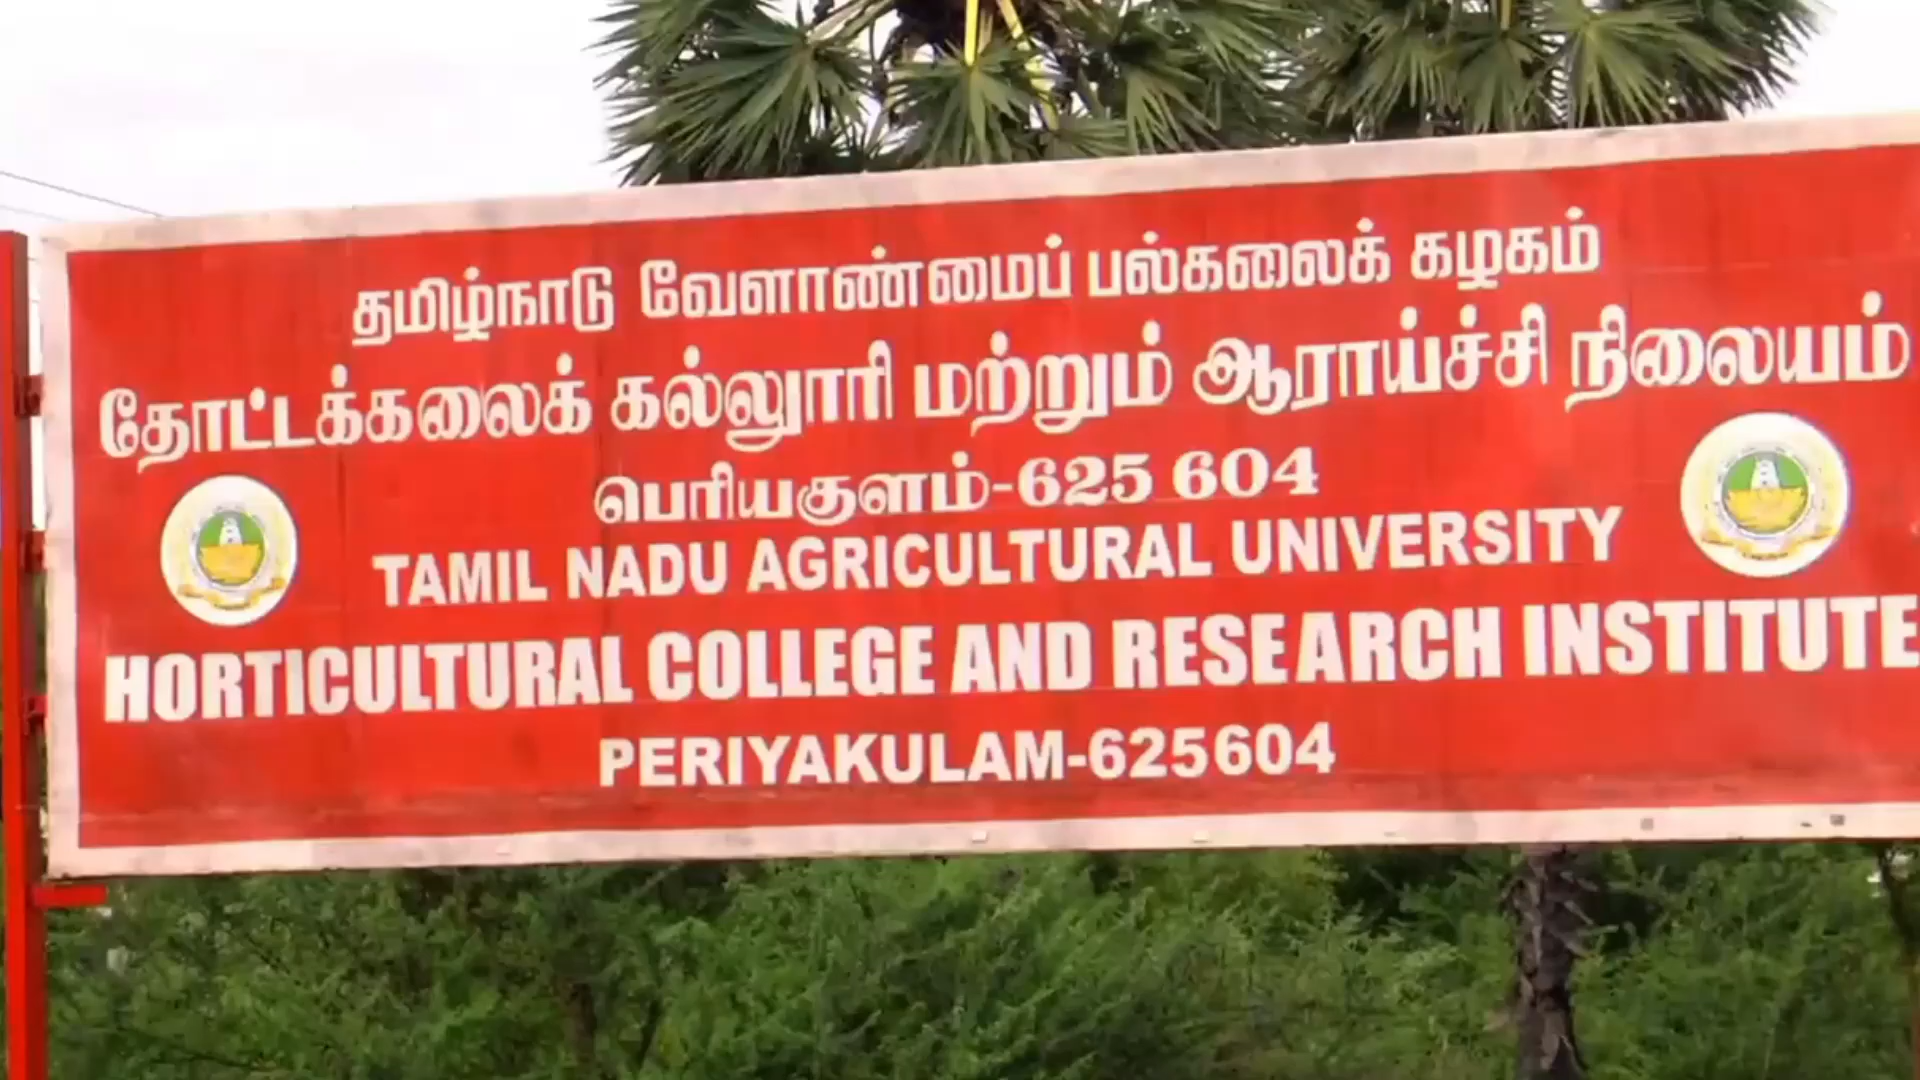 தமிழ்நாடு வேளாண்மைப் பல்கலைக் கழகம்
தோட்டக்கலைக் கல்லூரி மற்றும் ஆராய்ச்சி நிலையம்
பெரியகுளம்-625 604
TAMIL NADU AGRICULTURAL UNIVERSITY
HORTICULTURAL COLLEGE AND RESEARCH INSTITUTE
PERIYAKULAM-625604